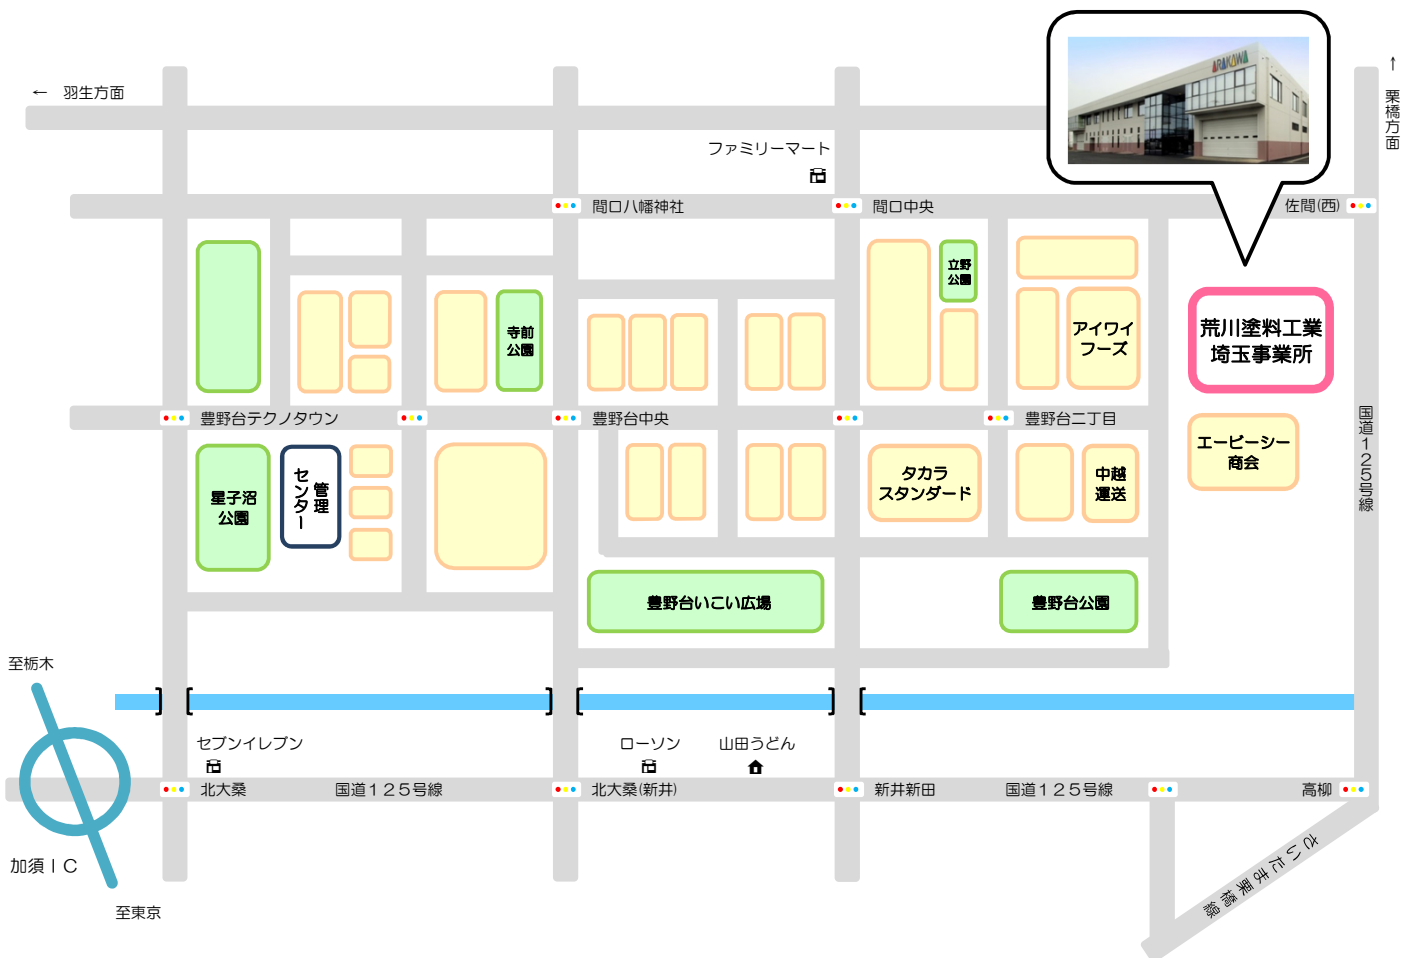 ← 羽生方面
ARAKAWA
↑
栗橋方面
ファミリーマート
間口八幡神社
間口中央
佐間(西)
立野
公園
寺前
公園
アイワイ
フーズ
荒川塗料工業
埼玉事業所
豊野台テクノタウン
豊野台中央
豊野台二丁目
国道125号線
エービーシー
商会
星子沼
公園
管理
センター
タカラ
スタンダード
中越
運送
豊野台いこい広場
豊野台公園
至栃木
セブンイレブン
ローソン
山田うどん
北大桑
国道125号線
北大桑(新井)
新井新田
国道125号線
高柳
さいたま栗橋線
加須IC
至東京